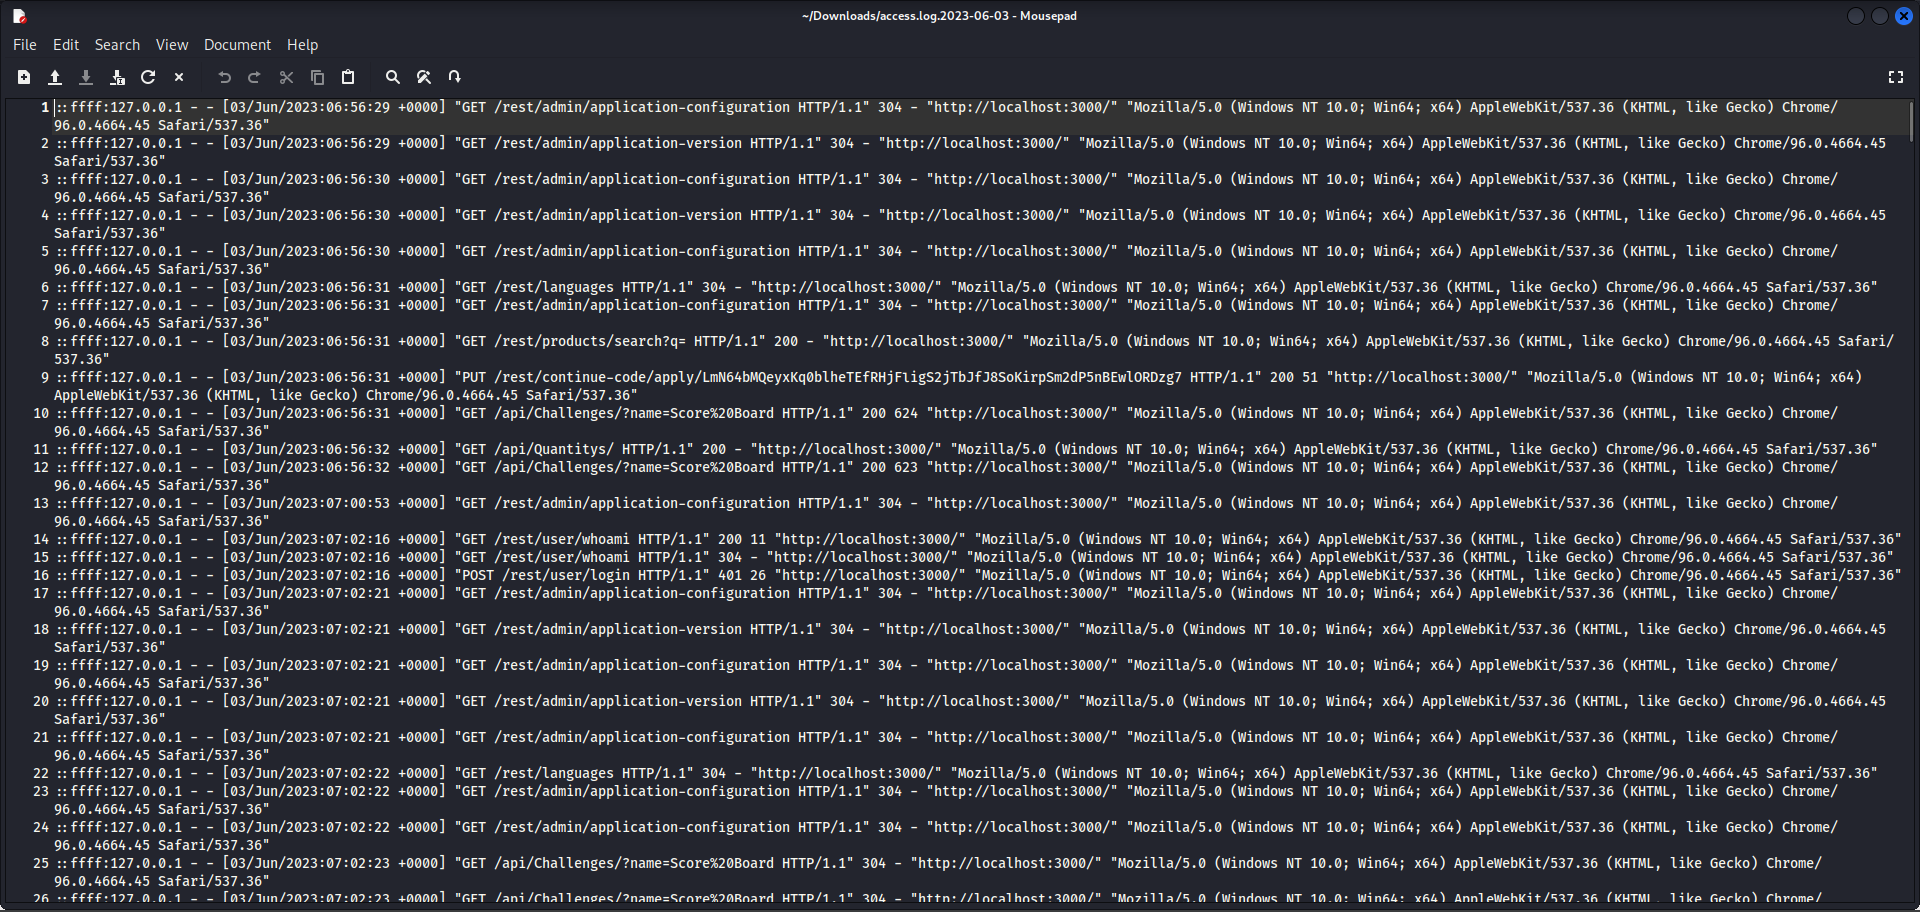 ~/Downloads/access.log.2023-06-03 - Mousepad
File Edit Search View Document Help
1 ::ffff:127.0.0.1 - - [03/Jun/2023:06:56:29 +0000] "GET /rest/admin/application-configuration HTTP/1.1" 304 - "http://localhost:3000/" "Mozilla/5.0 (Windows NT 10.0; Win64; x64) AppleWebKit/537.36 (KHTML, like Gecko) Chrome/
96.0.4664.45 Safari/537.36"
2 ::ffff:127.0.0.1 - - [03/Jun/2023:06:56:29 +0000] "GET /rest/admin/application-version HTTP/1.1" 304 - "http://localhost:3000/" "Mozilla/5.0 (Windows NT 10.0; Win64; x64) AppleWebKit/537.36 (KHTML, like Gecko) Chrome/96.0.4664.45
Safari/537.36"
3 ::ffff:127.0.0.1 - - [03/Jun/2023:06:56:30 +0000] "GET /rest/admin/application-configuration HTTP/1.1" 304 - "http://localhost:3000/" "Mozilla/5.0 (Windows NT 10.0; Win64; x64) AppleWebKit/537.36 (KHTML, like Gecko) Chrome/
96.0.4664.45 Safari/537.36"
4 ::ffff:127.0.0.1 - - [03/Jun/2023:06:56:30 +0000] "GET /rest/admin/application-version HTTP/1.1" 304 - "http://localhost:3000/" "Mozilla/5.0 (Windows NT 10.0; Win64; x64) AppleWebKit/537.36 (KHTML, like Gecko) Chrome/96.0.4664.45
Safari/537.36"
5 ::ffff:127.0.0.1 - - [03/Jun/2023:06:56:30 +0000] "GET /rest/admin/application-configuration HTTP/1.1" 304 - "http://localhost:3000/" "Mozilla/5.0 (Windows NT 10.0; Win64; x64) AppleWebKit/537.36 (KHTML, like Gecko) Chrome/
96.0.4664.45 Safari/537.36"
6 ::ffff:127.0.0.1 - - [03/Jun/2023:06:56:31 +0000] "GET /rest/languages HTTP/1.1" 304 - "http://localhost:3000/" "Mozilla/5.0 (Windows NT 10.0; Win64; x64) AppleWebKit/537.36 (KHTML, like Gecko) Chrome/96.0.4664.45 Safari/537.36"
7 ::ffff:127.0.0.1 - - [03/Jun/2023:06:56:31 +0000] "GET /rest/admin/application-configuration HTTP/1.1" 304 - "http://localhost:3000/" "Mozilla/5.0 (Windows NT 10.0; Win64; x64) AppleWebKit/537.36 (KHTML, like Gecko) Chrome/
96.0.4664.45 Safari/537.36"
8 ::ffff:127.0.0.1 - - [03/Jun/2023:06:56:31 +0000] "GET /rest/products/search?q= HTTP/1.1" 200 - "http://localhost:3000/" "Mozilla/5.0 (Windows NT 10.0; Win64; x64) AppleWebKit/537.36 (KHTML, like Gecko) Chrome/96.0.4664.45 Safari/
537.36"
9 ::ffff:127.0.0.1 - - [03/Jun/2023:06:56:31 +0000] "PUT /rest/continue-code/apply/LmN64bMQeyxKq0blheTEfRHjFligS2jTbJfJ8SoKirpSm2dP5nBEwlORDzg7 HTTP/1.1" 200 51 "http://localhost:3000/" "Mozilla/5.0 (Windows NT 10.0; Win64; x64)
AppleWebKit/537.36 (KHTML, like Gecko) Chrome/96.0.4664.45 Safari/537.36"
10 ::ffff:127.0.0.1 - - [03/Jun/2023:06:56:31 +0000] "GET /api/Challenges/?name=Score%20Board HTTP/1.1" 200 624 "http://localhost:3000/" "Mozilla/5.0 (Windows NT 10.0; Win64; x64) AppleWebKit/537.36 (KHTML, like Gecko) Chrome/
96.0.4664.45 Safari/537.36"
11 ::ffff:127.0.0.1 - - [03/Jun/2023:06:56:32 +0000] "GET /api/Quantitys/ HTTP/1.1" 200 - "http://localhost:3000/" "Mozilla/5.0 (Windows NT 10.0; Win64; x64) AppleWebKit/537.36 (KHTML, like Gecko) Chrome/96.0.4664.45 Safari/537.36"
12 ::ffff:127.0.0.1 - - [03/Jun/2023:06:56:32 +0000] "GET /api/Challenges/?name=Score%20Board HTTP/1.1" 200 623 "http://localhost:3000/" "Mozilla/5.0 (Windows NT 10.0; Win64; x64) AppleWebKit/537.36 (KHTML, like Gecko) Chrome/
96.0.4664.45 Safari/537.36"
13 ::ffff:127.0.0.1 - - [03/Jun/2023:07:00:53 +0000] "GET /rest/admin/application-configuration HTTP/1.1" 304 - "http://localhost:3000/" "Mozilla/5.0 (Windows NT 10.0; Win64; x64) AppleWebKit/537.36 (KHTML, like Gecko) Chrome/
96.0.4664.45 Safari/537.36"
14 ::ffff:127.0.0.1 - - [03/Jun/2023:07:02:16 +0000] "GET /rest/user/whoami HTTP/1.1" 200 11 "http://localhost:3000/" "Mozilla/5.0 (Windows NT 10.0; Win64; x64) AppleWebKit/537.36 (KHTML, like Gecko) Chrome/96.0.4664.45 Safari/537.36"
15 ::ffff:127.0.0.1 - - [03/Jun/2023:07:02:16 +0000] "GET /rest/user/whoami HTTP/1.1" 304 - "http://localhost:3000/" "Mozilla/5.0 (Windows NT 10.0; Win64; x64) AppleWebKit/537.36 (KHTML, like Gecko) Chrome/96.0.4664.45 Safari/537.36"
16 ::ffff:127.0.0.1 - - [03/Jun/2023:07:02:16 +0000] "POST /rest/user/login HTTP/1.1" 401 26 "http://localhost:3000/" "Mozilla/5.0 (Windows NT 10.0; Win64; x64) AppleWebKit/537.36 (KHTML, like Gecko) Chrome/96.0.4664.45 Safari/537.36"
17 ::ffff:127.0.0.1 - - [03/Jun/2023:07:02:21 +0000] "GET /rest/admin/application-configuration HTTP/1.1" 304 - "http://localhost:3000/" "Mozilla/5.0 (Windows NT 10.0; Win64; x64) AppleWebKit/537.36 (KHTML, like Gecko) Chrome/
96.0.4664.45 Safari/537.36"
18 ::ffff:127.0.0.1 - - [03/Jun/2023:07:02:21 +0000] "GET /rest/admin/application-version HTTP/1.1" 304 - "http://localhost:3000/" "Mozilla/5.0 (Windows NT 10.0; Win64; x64) AppleWebKit/537.36 (KHTML, like Gecko) Chrome/96.0.4664.45
Safari/537.36"
19 ::ffff:127.0.0.1 - - [03/Jun/2023:07:02:21 +0000] "GET /rest/admin/application-configuration HTTP/1.1" 304 - "http://localhost:3000/" "Mozilla/5.0 (Windows NT 10.0; Win64; x64) AppleWebKit/537.36 (KHTML, like Gecko) Chrome/
96.0.4664.45 Safari/537.36"
20 ::ffff:127.0.0.1 - - [03/Jun/2023:07:02:21 +0000] "GET /rest/admin/application-version HTTP/1.1" 304 - "http://localhost:3000/" "Mozilla/5.0 (Windows NT 10.0; Win64; x64) AppleWebKit/537.36 (KHTML, like Gecko) Chrome/96.0.4664.45
Safari/537.36"
21 ::ffff:127.0.0.1 - - [03/Jun/2023:07:02:21 +0000] "GET /rest/admin/application-configuration HTTP/1.1" 304 - "http://localhost:3000/" "Mozilla/5.0 (Windows NT 10.0; Win64; x64) AppleWebKit/537.36 (KHTML, like Gecko) Chrome/
96.0.4664.45 Safari/537.36"
22 ::ffff:127.0.0.1 - - [03/Jun/2023:07:02:22 +0000] "GET /rest/languages HTTP/1.1" 304 - "http://localhost:3000/" "Mozilla/5.0 (Windows NT 10.0; Win64; x64) AppleWebKit/537.36 (KHTML, like Gecko) Chrome/96.0.4664.45 Safari/537.36"
23 ::ffff:127.0.0.1 - - [03/Jun/2023:07:02:22 +0000] "GET /rest/admin/application-configuration HTTP/1.1" 304 - "http://localhost:3000/" "Mozilla/5.0 (Windows NT 10.0; Win64; x64) AppleWebKit/537.36 (KHTML, like Gecko) Chrome/
96.0.4664.45 Safari/537.36"
24 ::ffff:127.0.0.1 - - [03/Jun/2023:07:02:22 +0000] "GET /rest/admin/application-configuration HTTP/1.1" 304 - "http://localhost:3000/" "Mozilla/5.0 (Windows NT 10.0; Win64; x64) AppleWebKit/537.36 (KHTML, like Gecko) Chrome/
96.0.4664.45 Safari/537.36"
25 ::ffff:127.0.0.1 - - [03/Jun/2023:07:02:23 +0000] "GET /api/Challenges/?name=Score%20Board HTTP/1.1" 304 - "http://localhost:3000/" "Mozilla/5.0 (Windows NT 10.0; Win64; x64) AppleWebKit/537.36 (KHTML, like Gecko) Chrome/
96.0.4664.45 Safari/537.36"
26 ::ffff:127.0.0.1 - - [03/Jun/2023:07:02:23 +0000] "GET /api/Challenges/?name=Score%20Board HTTP/1.1" 304 - "http://localhost:3000/" "Mozilla/5.0 (Windows NT 10.0; Win64; x64) AppleWebKit/537.36 (KHTML, like Gecko) Chrome/